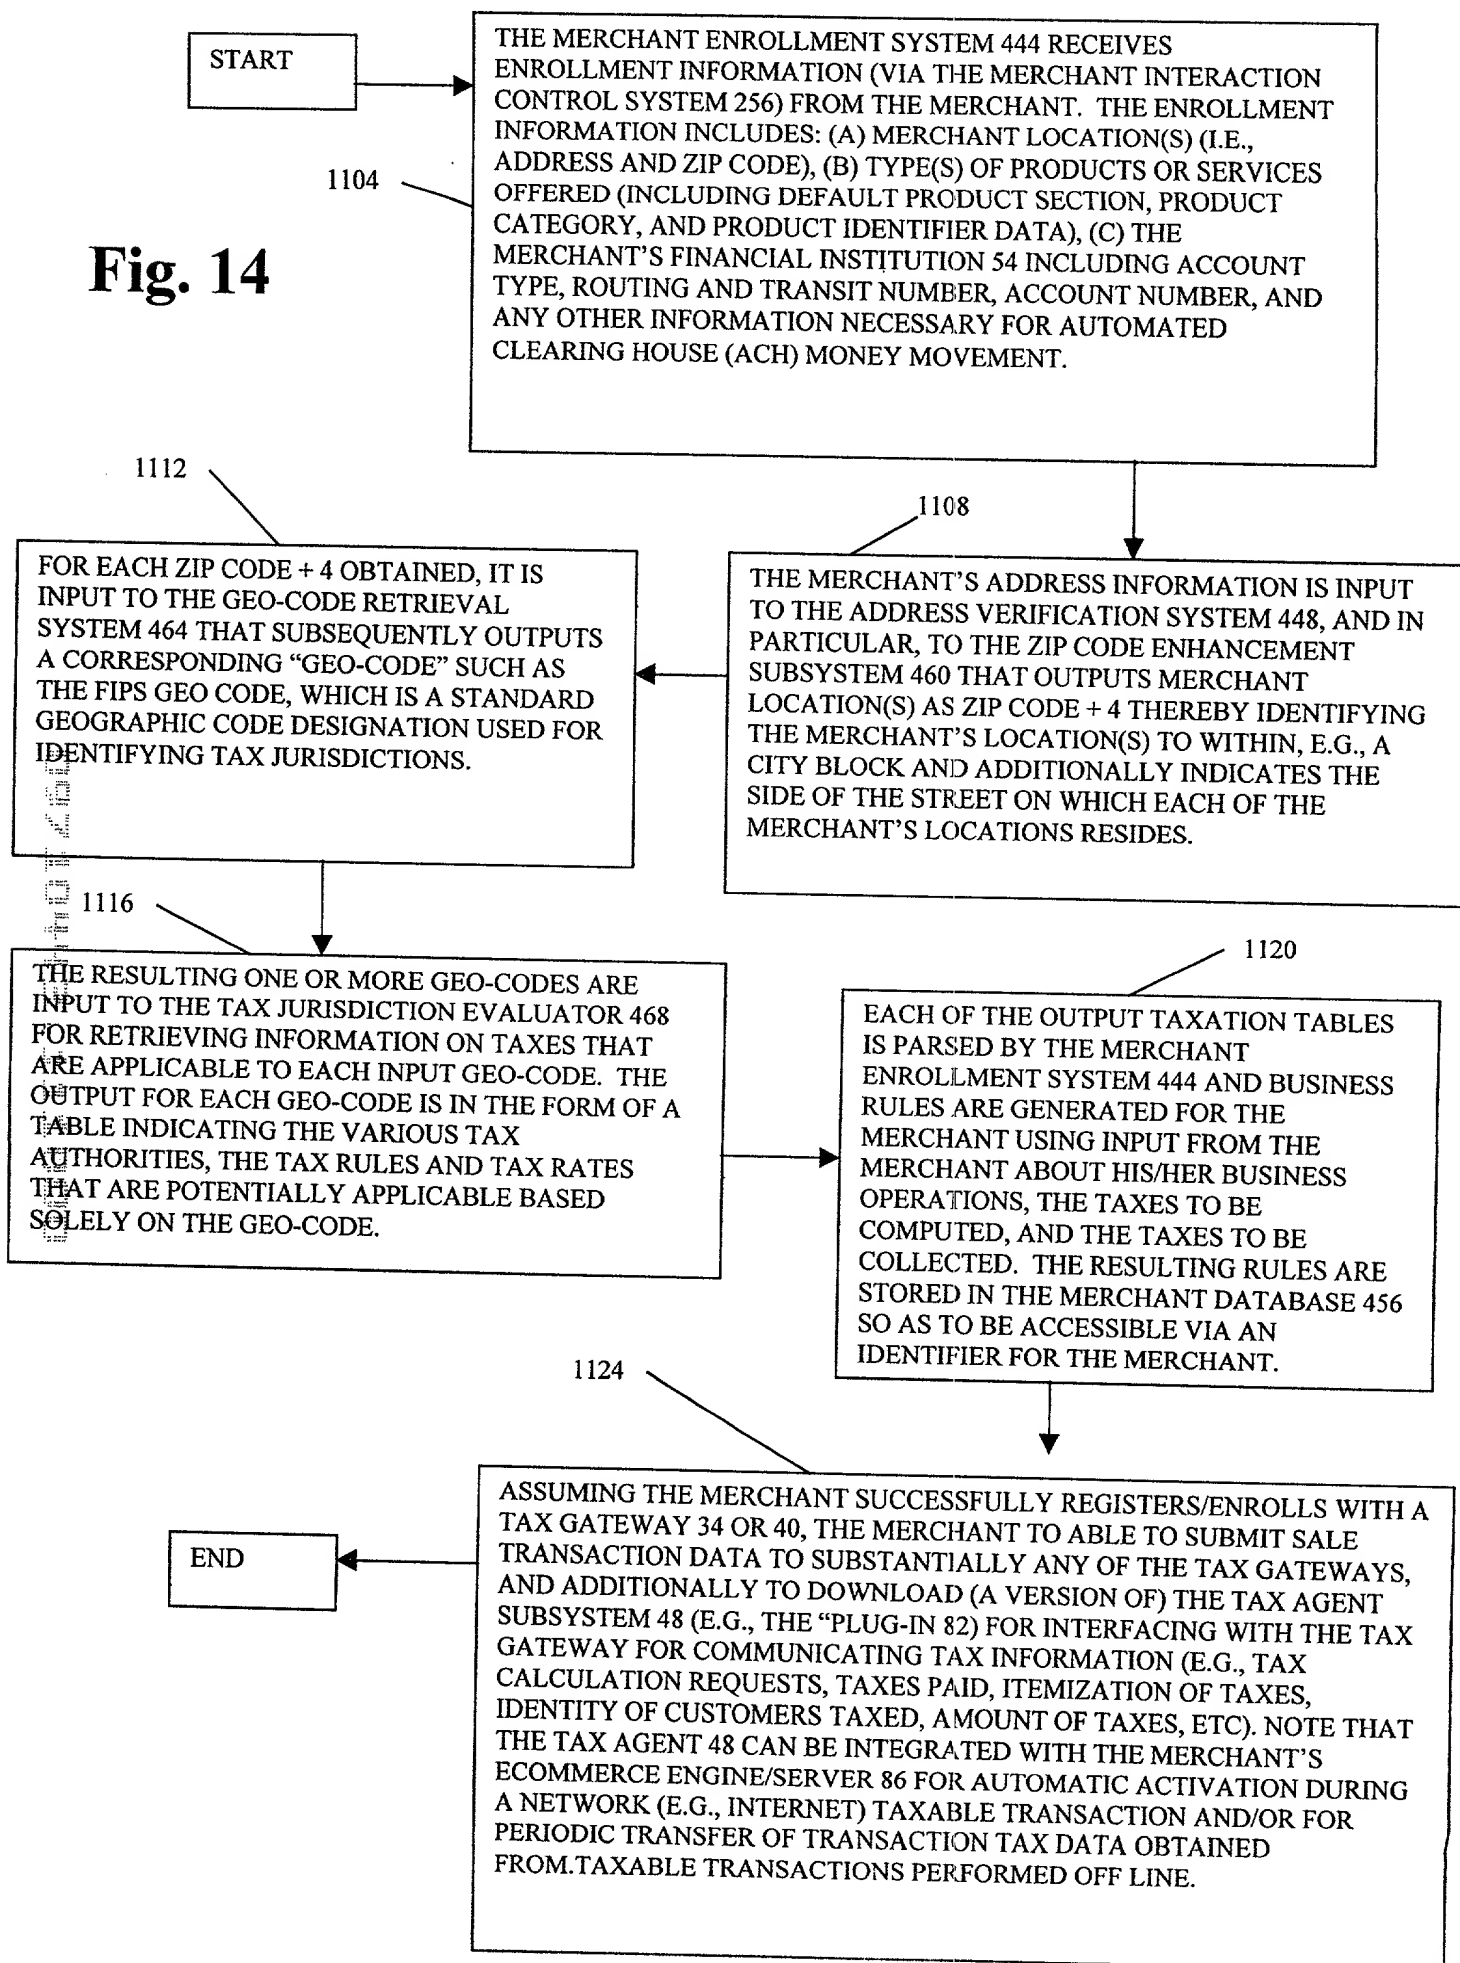 START
THE MERCHANT ENROLLMENT SYSTEM 444 RECEIVES
ENROLLMENT INFORMATION (VIA THE MERCHANT INTERACTION
CONTROL SYSTEM 256) FROM THE MERCHANT. THE ENROLLMENT
INFORMATION INCLUDES: (A) MERCHANT LOCATION(S) (I.E.,
ADDRESS AND ZIP CODE), (B) TYPE(S) OF PRODUCTS OR SERVICES
OFFERED (INCLUDING DEFAULT PRODUCT SECTION, PRODUCT
CATEGORY, AND PRODUCT IDENTIFIER DATA), (C) THE
MERCHANT'S FINANCIAL INSTITUTION 54 INCLUDING ACCOUNT
TYPE, ROUTING AND TRANSIT NUMBER, ACCOUNT NUMBER, AND
ANY OTHER INFORMATION NECESSARY FOR AUTOMATED
CLEARING HOUSE (ACH) MONEY MOVEMENT.
1104
Fig. 14
1108
THE MERCHANT'S ADDRESS INFORMATION IS INPUT
TO THE ADDRESS VERIFICATION SYSTEM 448, AND IN
PARTICULAR, TO THE ZIP CODE ENHANCEMENT
SUBSYSTEM 460 THAT OUTPUTS MERCHANT
LOCATION(S) AS ZIP CODE + 4 THEREBY IDENTIFYING
THE MERCHANT'S LOCATION(S) TO WITHIN, E.G., A
CITY BLOCK AND ADDITIONALLY INDICATES THE
SIDE OF THE STREET ON WHICH EACH OF THE
MERCHANT'S LOCATIONS RESIDES.
1112
FOR EACH ZIP CODE + 4 OBTAINED, IT IS
INPUT TO THE GEO-CODE RETRIEVAL
SYSTEM 464 THAT SUBSEQUENTLY OUTPUTS
A CORRESPONDING "GEO-CODE" SUCH AS
THE FIPS GEO CODE, WHICH IS A STANDARD
GEOGRAPHIC CODE DESIGNATION USED FOR
IDENTIFYING TAX JURISDICTIONS.
1116
THE RESULTING ONE OR MORE GEO-CODES ARE
INPUT TO THE TAX JURISDICTION EVALUATOR 468
FOR RETRIEVING INFORMATION ON TAXES THAT
ARE APPLICABLE TO EACH INPUT GEO-CODE. THE
OUTPUT FOR EACH GEO-CODE IS IN THE FORM OF A
TABLE INDICATING THE VARIOUS TAX
AUTHORITIES, THE TAX RULES AND TAX RATES
THAT ARE POTENTIALLY APPLICABLE BASED
SOLELY ON THE GEO-CODE.
1120
EACH OF THE OUTPUT TAXATION TABLES
IS PARSED BY THE MERCHANT
ENROLLMENT SYSTEM 444 AND BUSINESS
RULES ARE GENERATED FOR THE
MERCHANT USING INPUT FROM THE
MERCHANT ABOUT HIS/HER BUSINESS
OPERATIONS, THE TAXES TO BE
COMPUTED, AND THE TAXES TO BE
COLLECTED. THE RESULTING RULES ARE
STORED IN THE MERCHANT DATABASE 456
SO AS TO BE ACCESSIBLE VIA AN
IDENTIFIER FOR THE MERCHANT.
1124
ASSUMING THE MERCHANT SUCCESSFULLY REGISTERS/ENROLLS WITH A
TAX GATEWAY 34 OR 40, THE MERCHANT TO ABLE TO SUBMIT SALE
TRANSACTION DATA TO SUBSTANTIALLY ANY OF THE TAX GATEWAYS,
AND ADDITIONALLY TO DOWNLOAD (A VERSION OF) THE TAX AGENT
SUBSYSTEM 48 (E.G., THE "PLUG-IN 82) FOR INTERFACING WITH THE TAX
GATEWAY FOR COMMUNICATING TAX INFORMATION (E.G., TAX
CALCULATION REQUESTS, TAXES PAID, ITEMIZATION OF TAXES,
IDENTITY OF CUSTOMERS TAXED, AMOUNT OF TAXES, ETC). NOTE THAT
THE TAX AGENT 48 CAN BE INTEGRATED WITH THE MERCHANT'S
ECOMMERCE ENGINE/SERVER 86 FOR AUTOMATIC ACTIVATION DURING
A NETWORK (E.G., INTERNET) TAXABLE TRANSACTION AND/OR FOR
PERIODIC TRANSFER OF TRANSACTION TAX DATA OBTAINED
FROM.TAXABLE TRANSACTIONS PERFORMED OFF LINE.
END